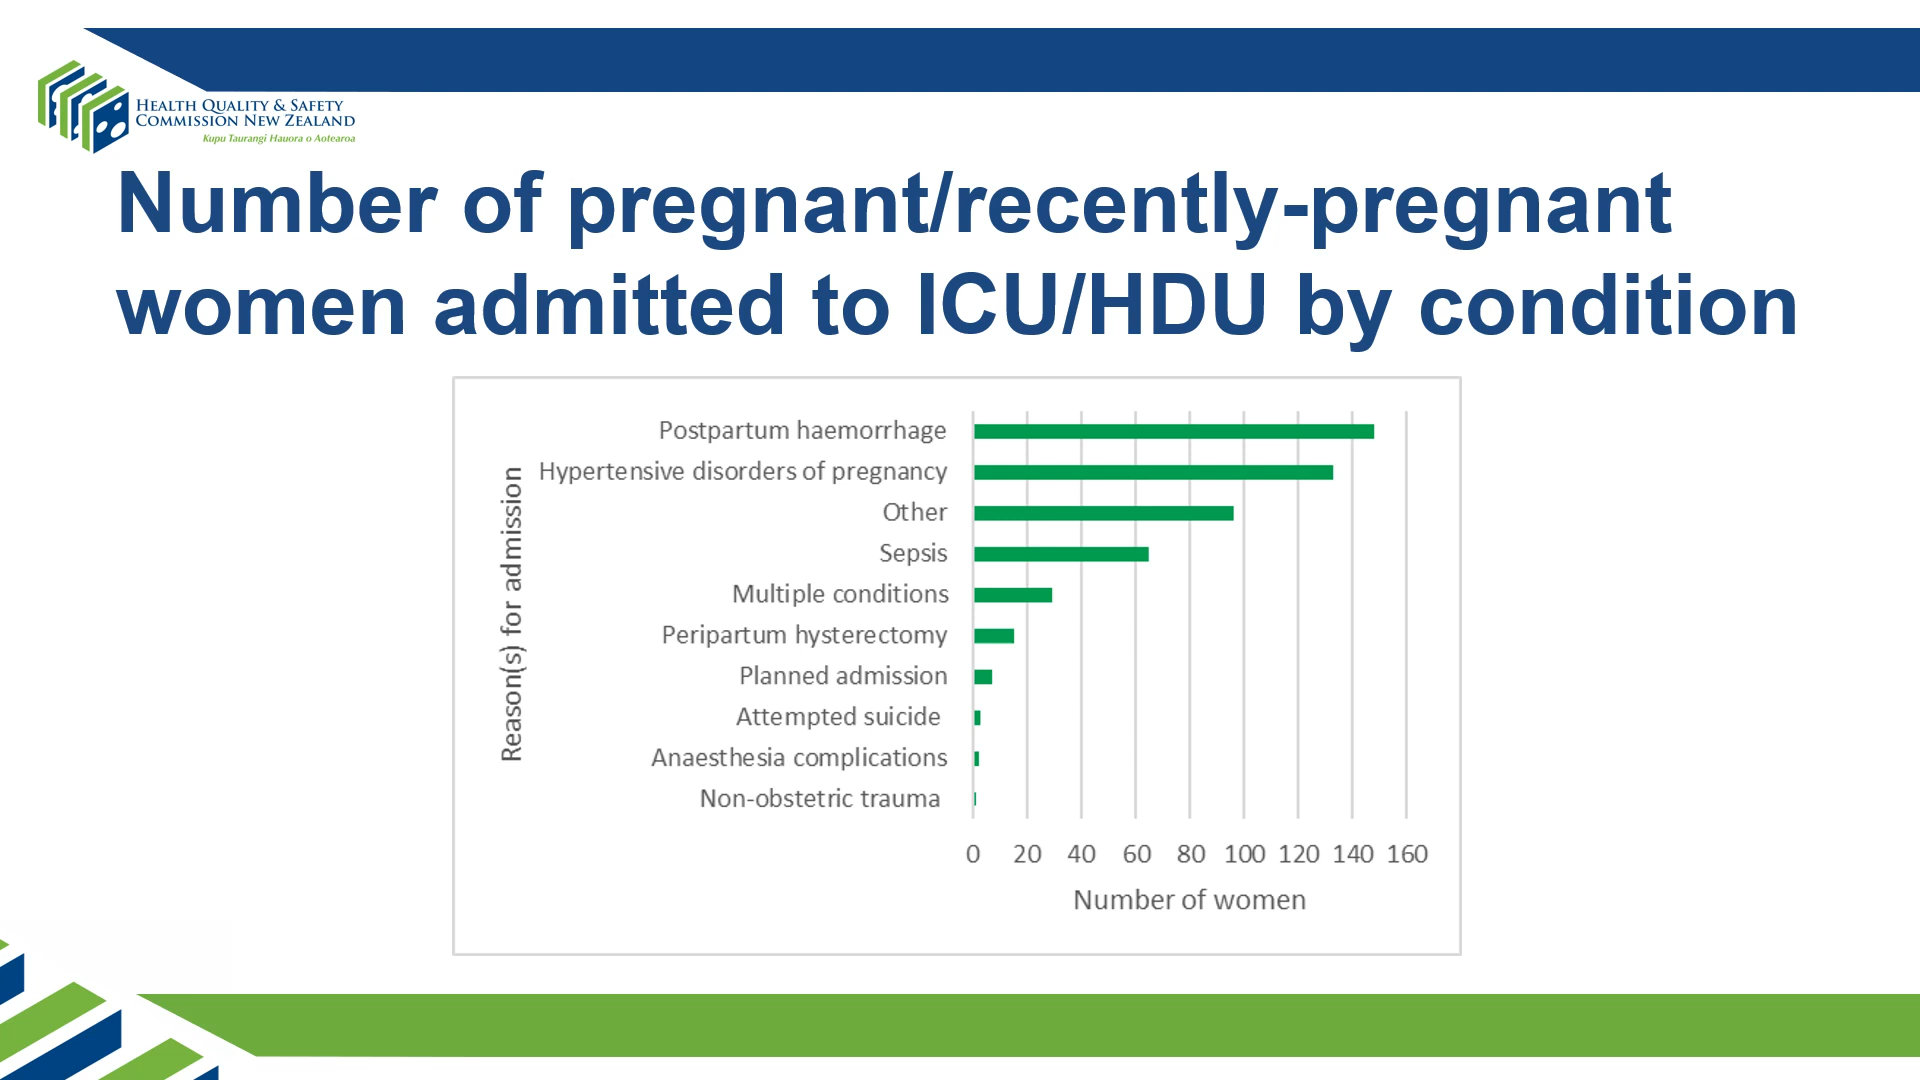 HEALTH QUALITY & SAFETY
COMMISSION NEW ZEALAND
Kupu Taurangi Hauora o Aotearoa
Number of pregnant/recently-pregnant
women admitted to ICU/HDU by condition
Reason(s) for admission
Postpartum haemorrhage
Hypertensive disorders of pregnancy
Other
Sepsis
Multiple conditions
Peripartum hysterectomy
Planned admission
Attempted suicide
Anaesthesia complications
Non-obstetric trauma
0 20 40 60 80 100 120 140 160
Number of women